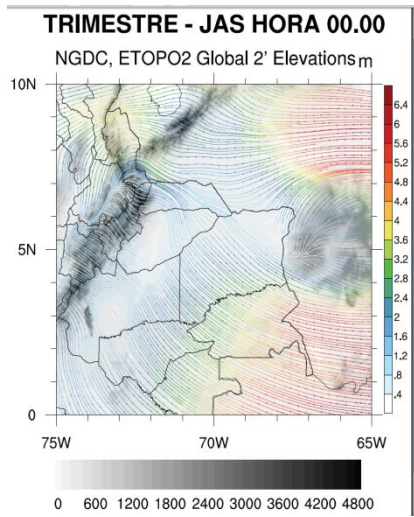 TRIMESTRE - JAS HORA 00.00
NGDC, ETOPO2 Global 2' Elevations m
10N
5N
0
75W 70W 65W
6.4
6
5.6
5.2
4.8
4.4
4
3.6
3.2
2.8
2.4
2
1.6
1.2
.8
.4
0 600 1200 1800 2400 3000 3600 4200 4800